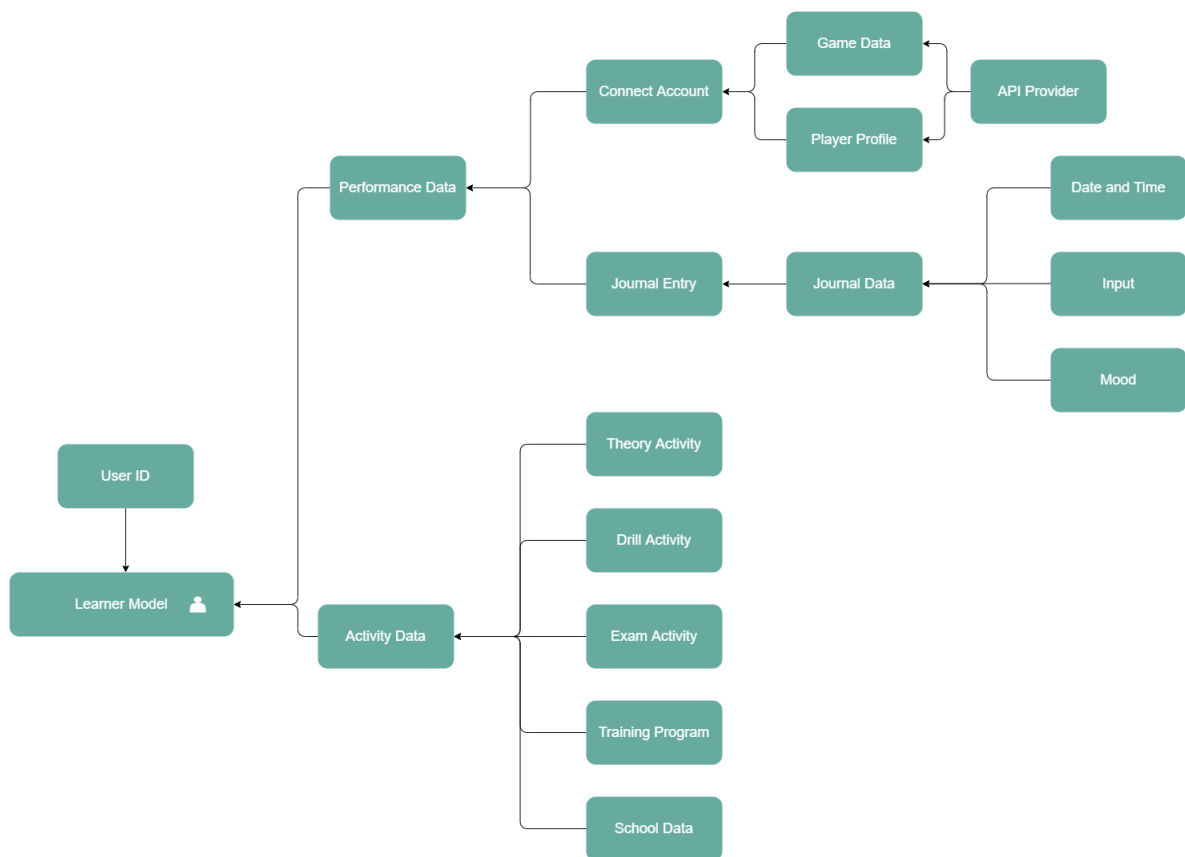 Game Data
Connect Account
API Provider
Player Profile
Performance Data
Date and Time
Journal Entry
Journal Data
Input
Mood
Theory Activity
User ID
Drill Activity
Learner Model
Activity Data
Exam Activity
Training Program
School Data